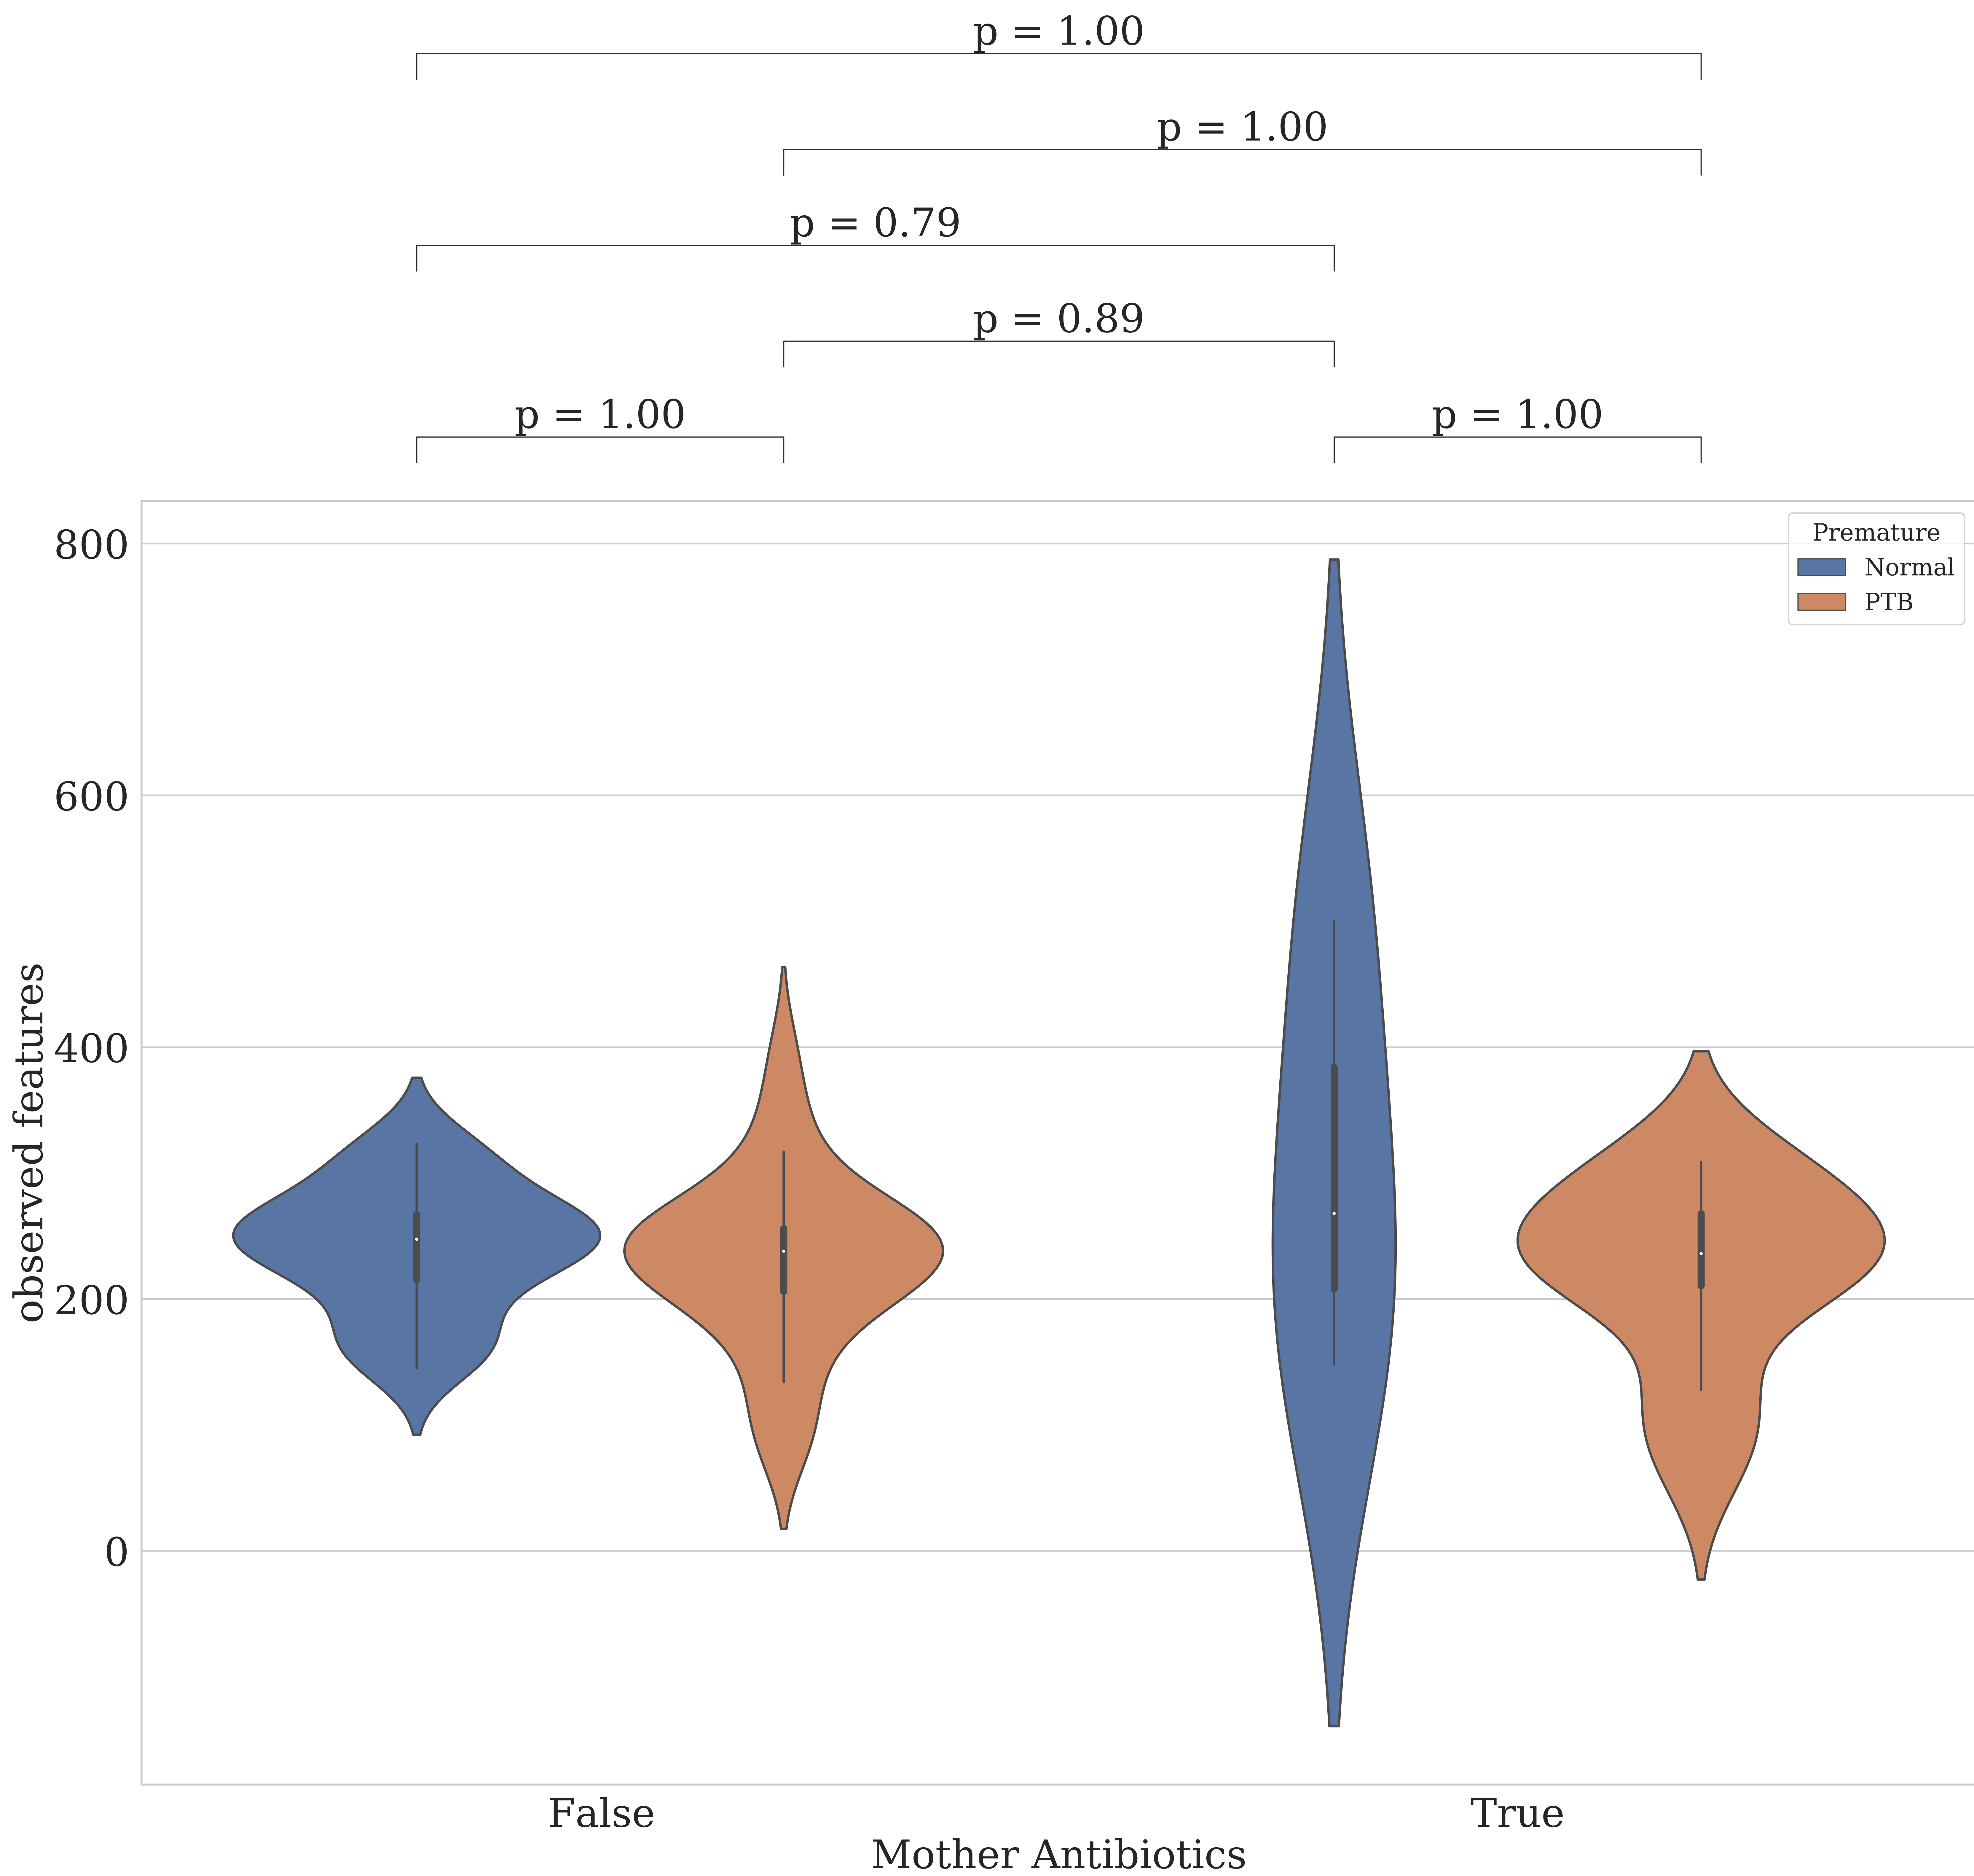 p = 1.00
p = 1.00
p = 0.79
p = 0.89
p = 1.00
p = 1.00
Premature
Normal
PTB
800
600
400
200
0
observed features
False
True
Mother Antibiotics